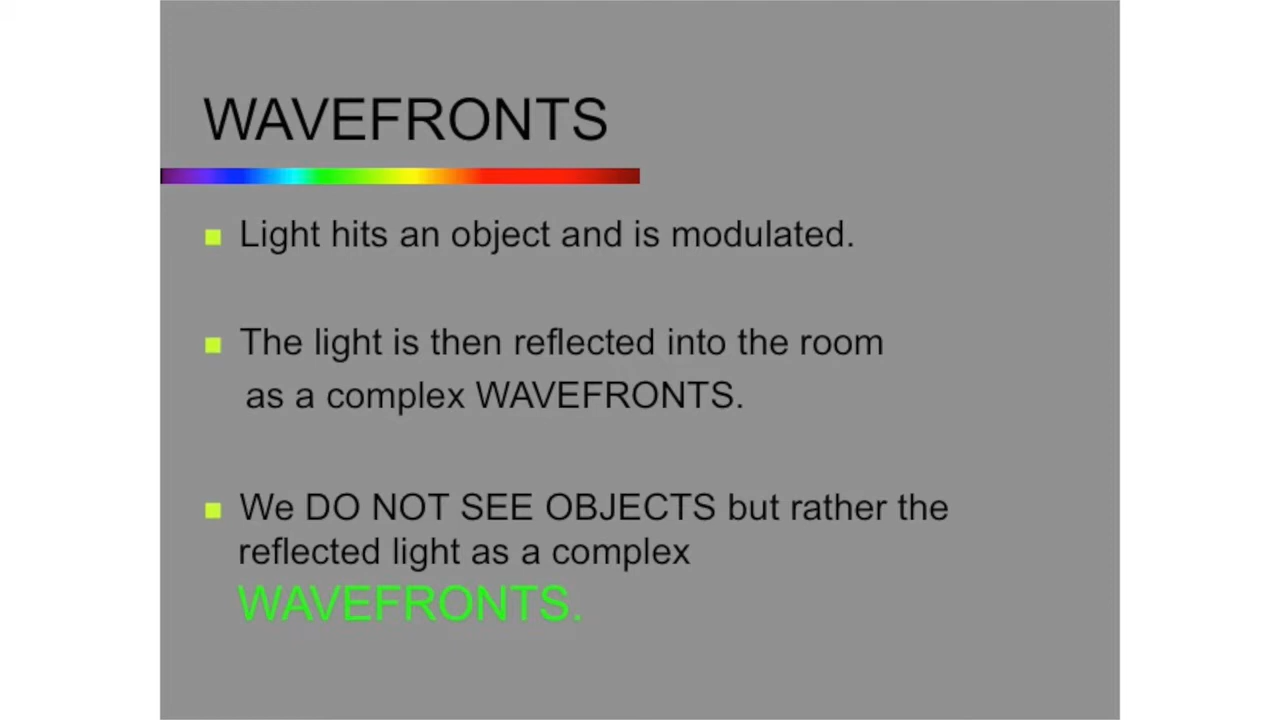 WAVEFRONTS
Light hits an object and is modulated.
The light is then reflected into the room
as a complex WAVEFRONTS.
We DO NOT SEE OBJECTS but rather the
reflected light as a complex
WAVEFRONTS.